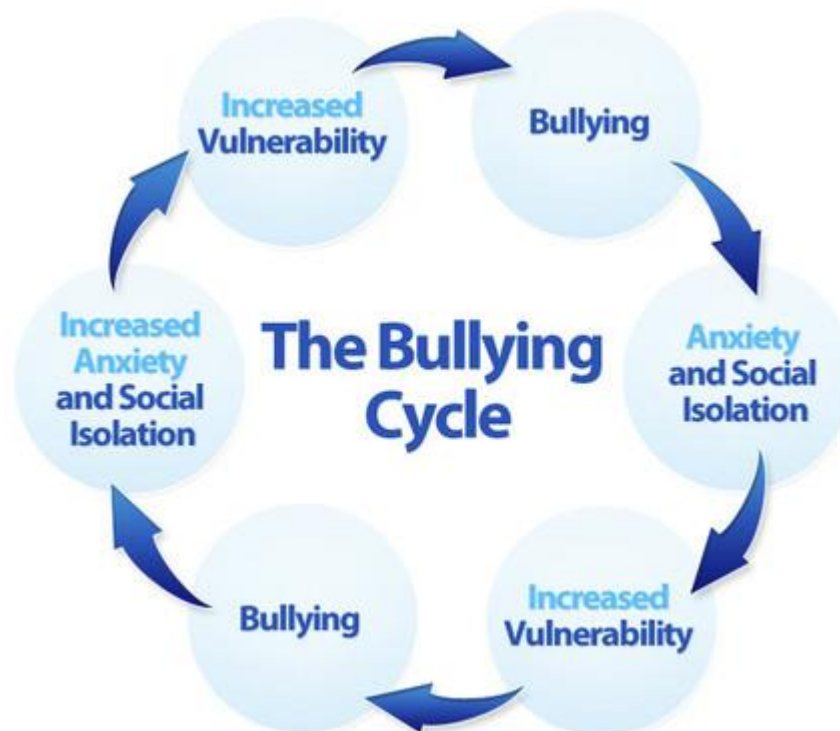 The Bullying
Cycle
Increased
Vulnerability
Bullying
Anxiety
and Social
Isolation
Increased
Vulnerability
Bullying
Increased
Anxiety
and Social
Isolation